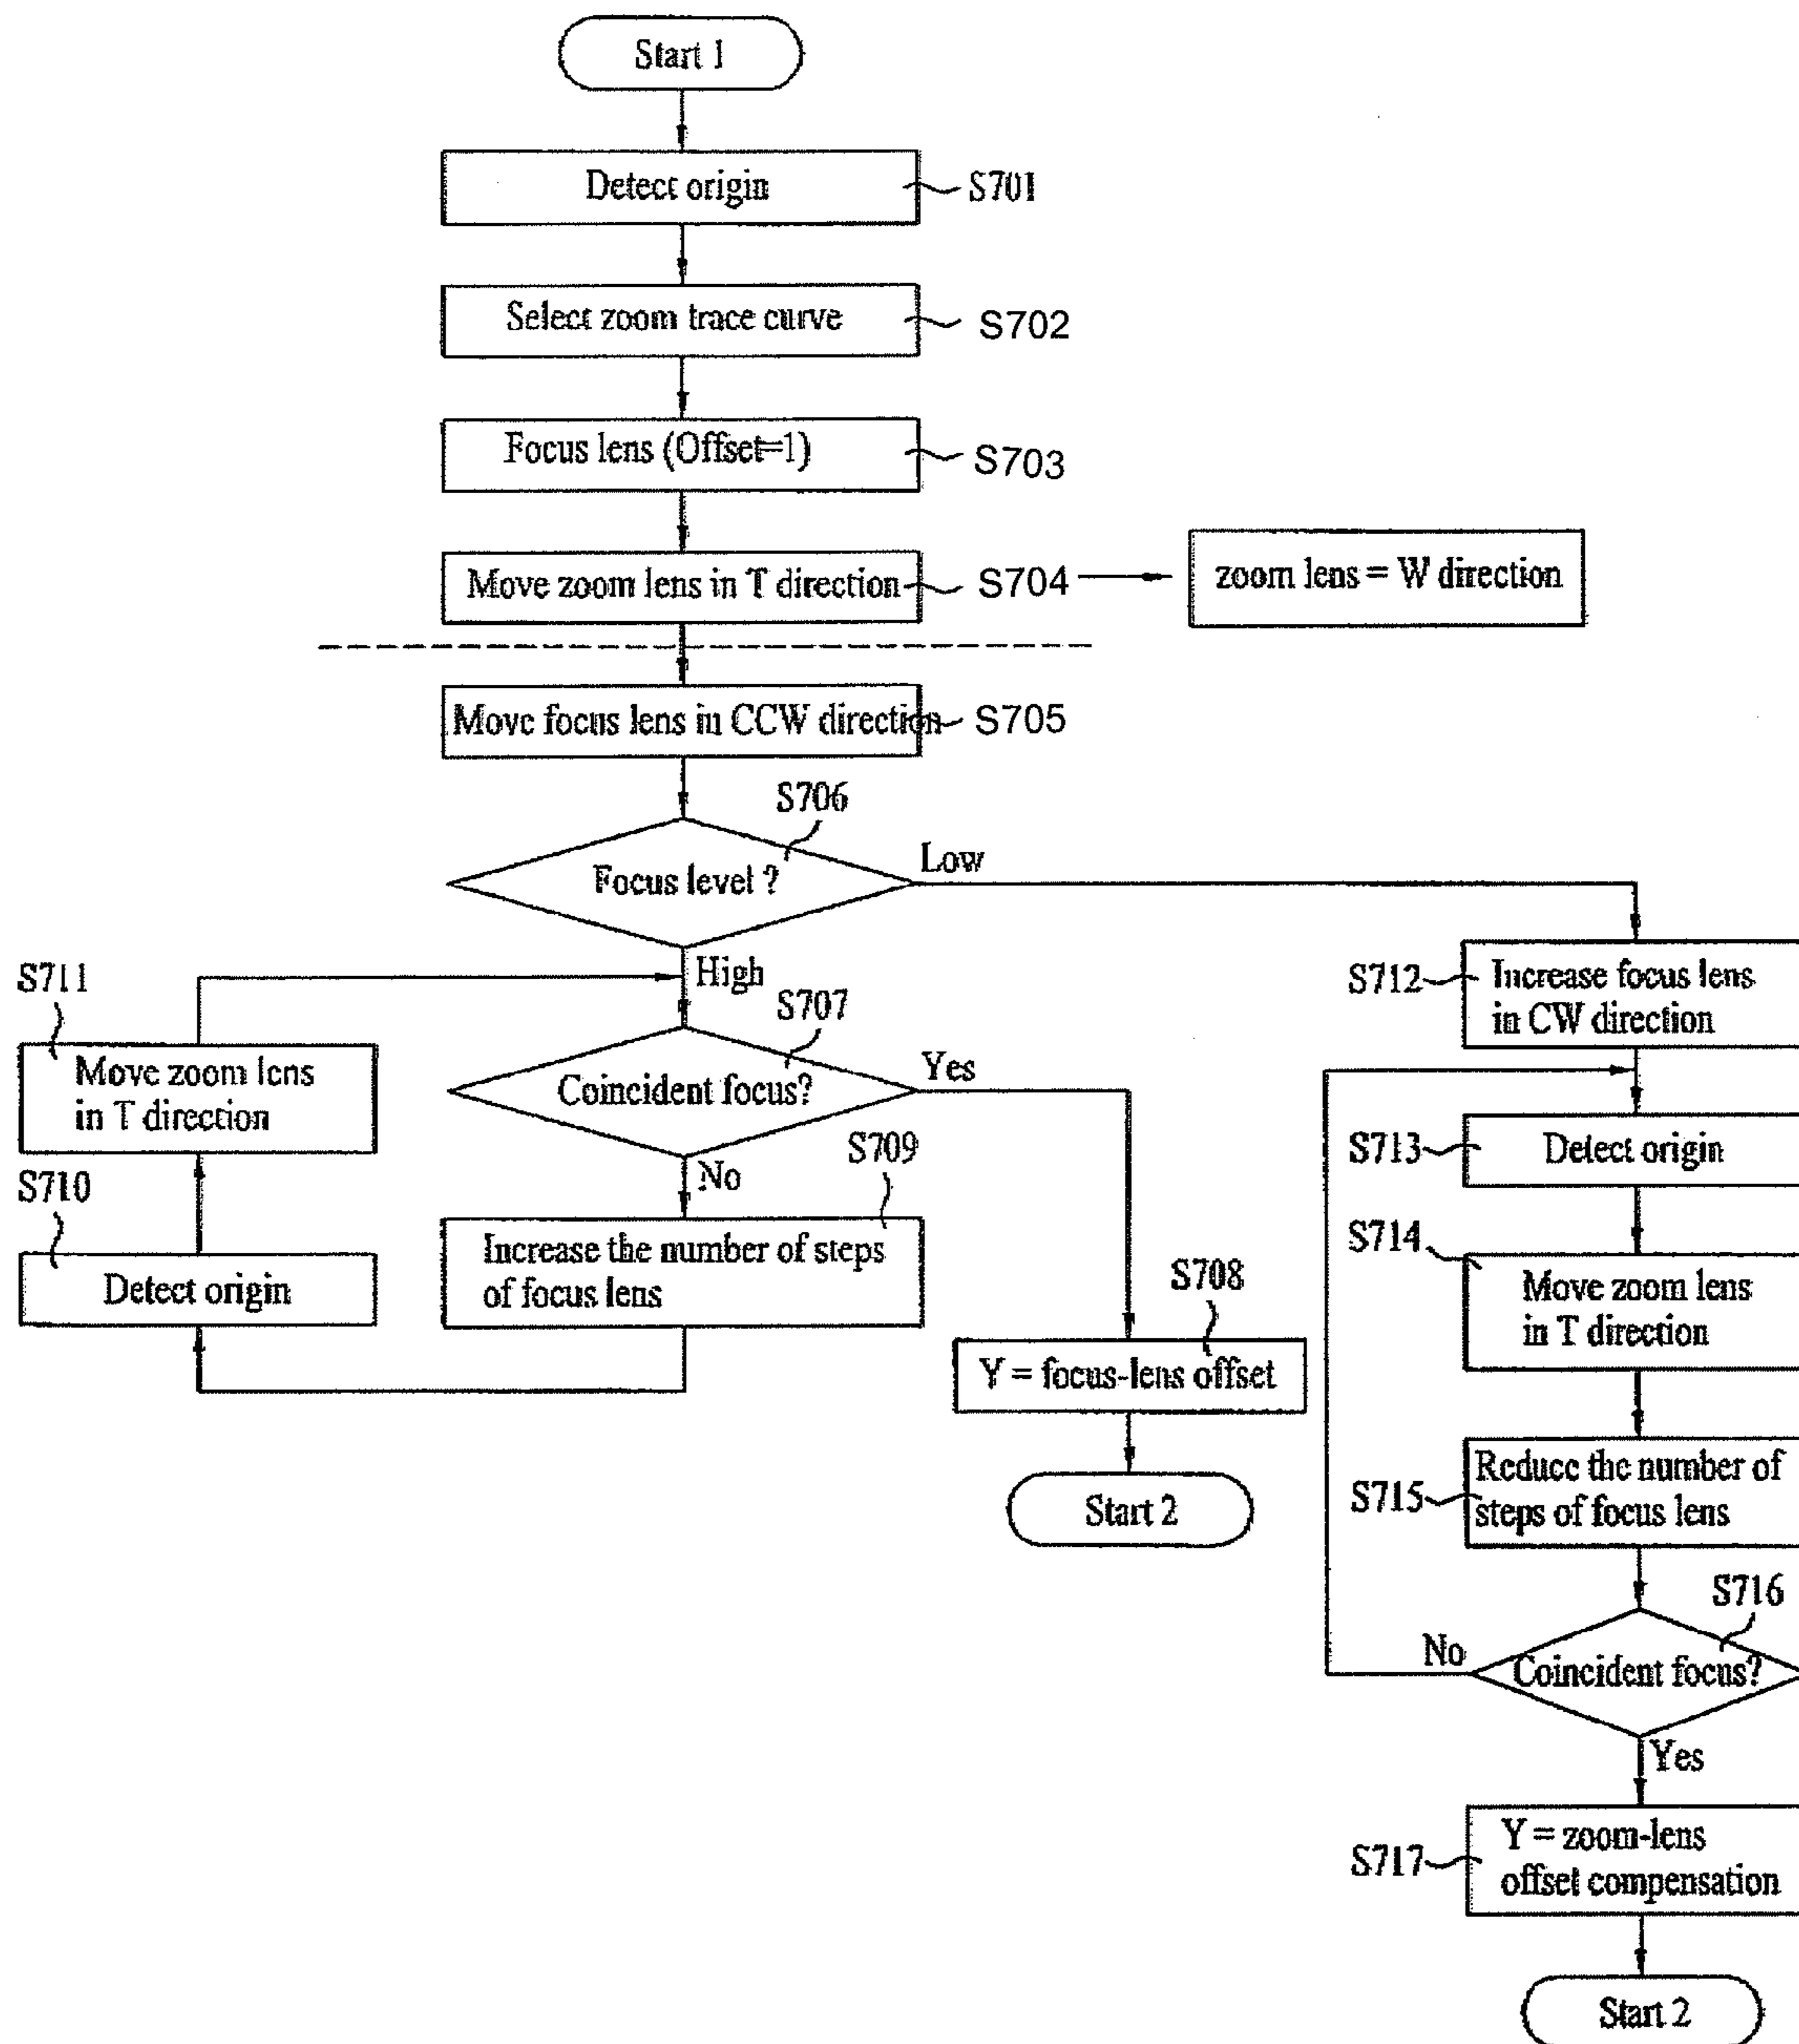 Start 1
Detect origin
S701
Select zoom trace curve
S702
Focus lens (Offset=1)
S703
Move zoom lens in T direction
S704
zoom lens = W direction
Move focus lens in CCW direction
S705
S706
Focus level ?
Low
High
S711
Move zoom lens
in T direction
S707
Coincident focus?
Yes
No
S710
Detect origin
S709
Increase the number of steps
of focus lens
S708
Y = focus-lens offset
Start 2
S712
Increase focus lens
in CW direction
S713
Detect origin
S714
Move zoom lens
in T direction
S715
Reduce the number of
steps of focus lens
S716
No
Coincident focus?
Yes
S717
Y = zoom-lens
offset compensation
Start 2